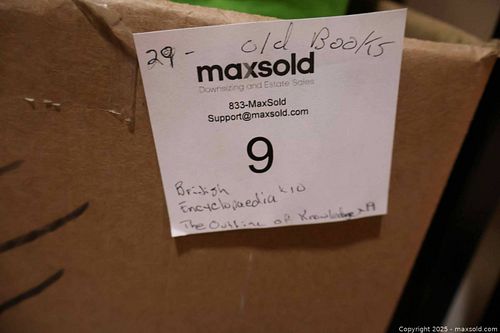 29 - Old Books
maxsold
Downsizing and Estate Sales
833-MaxSold
Support@maxsold.com
9
British
Encyclopaedia x10
The Outline of Knowledge x19
Copyright 2025 - maxsold.com